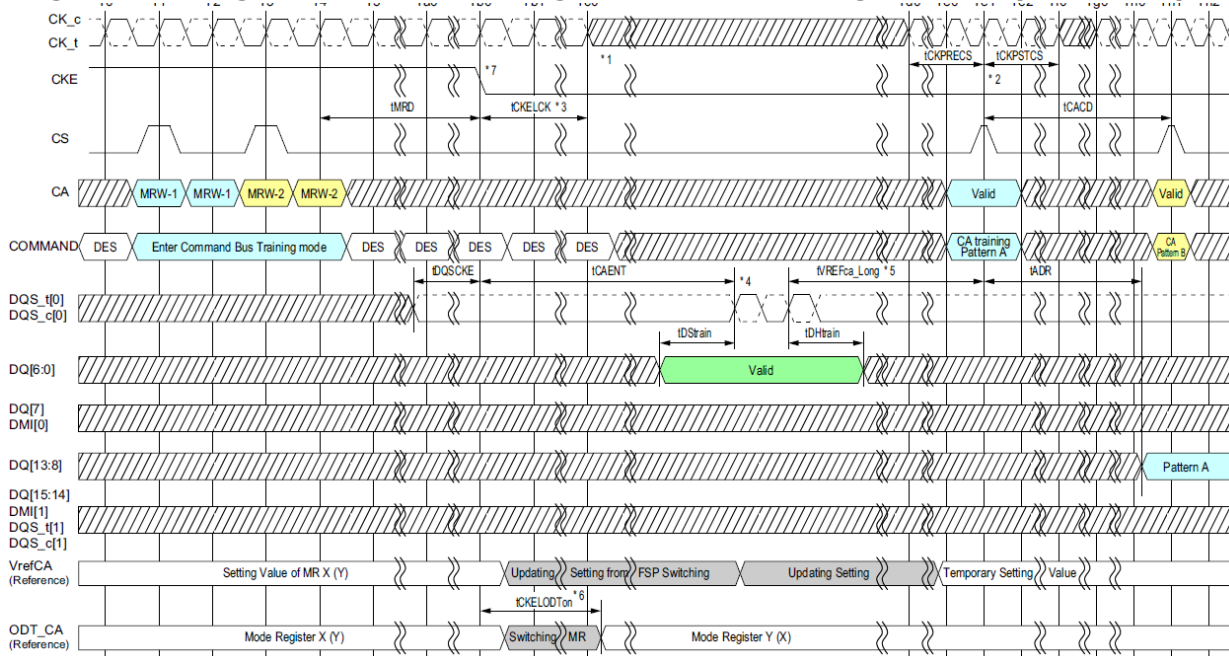 CK_c
CK_t
tCKPRECS tCKPSTCS
*1
*7
*2
CKE
tMRD tCKELCK *3 tCACD
CS
CA MRW-1 MRW-1 MRW-2 MRW-2 Valid Valid
COMMAND DES Enter Command Bus Training mode DES DES DES DES DES CA training Pattern A CA Pattern B
tDQSCKE tCAENT tVREFca_Long *5 tADR
*4
DQS_t[0]
DQS_c[0]
tDStrain tDHtrain
DQ[6:0] Valid
DQ[7]
DMI[0]
DQ[13:8] Pattern A
DQ[15:14]
DMI[1]
DQS_t[1]
DQS_c[1]
VrefCA
(Reference)
Setting Value of MR X (Y) Updating Setting from FSP Switching Updating Setting Temporary Setting Value
tCKELODTon *6
ODT_CA
(Reference)
Mode Register X (Y) Switching MR Mode Register Y (X)